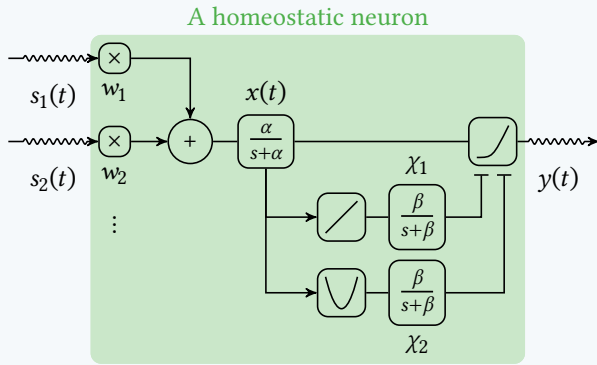 A homeostatic neuron
s₁(t)
×
w₁
x(t)
s₂(t)
×
w₂
+
α
s+α
y(t)
⋮
χ₁
β
s+β
β
s+β
χ₂